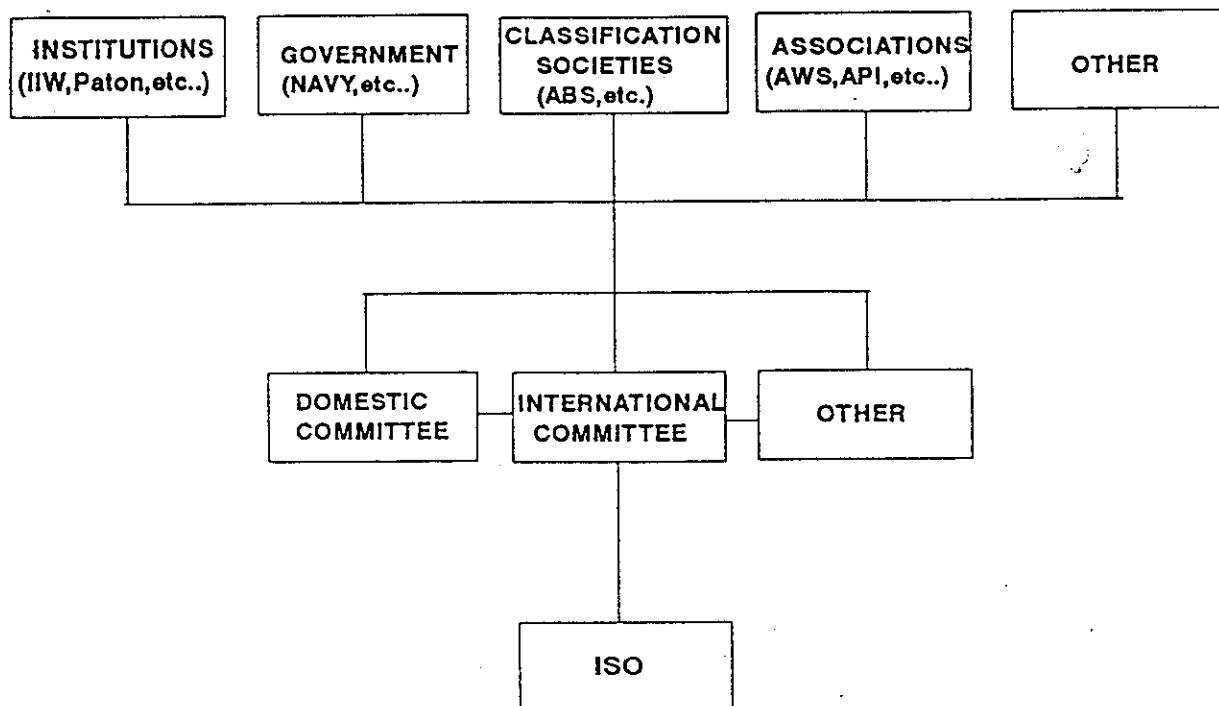 INSTITUTIONS
(IIW,Paton,etc..)
GOVERNMENT
(NAVY,etc..)
CLASSIFICATION
SOCIETIES
(ABS,etc.)
ASSOCIATIONS
(AWS,API,etc..)
OTHER
DOMESTIC
COMMITTEE
INTERNATIONAL
COMMITTEE
OTHER
ISO